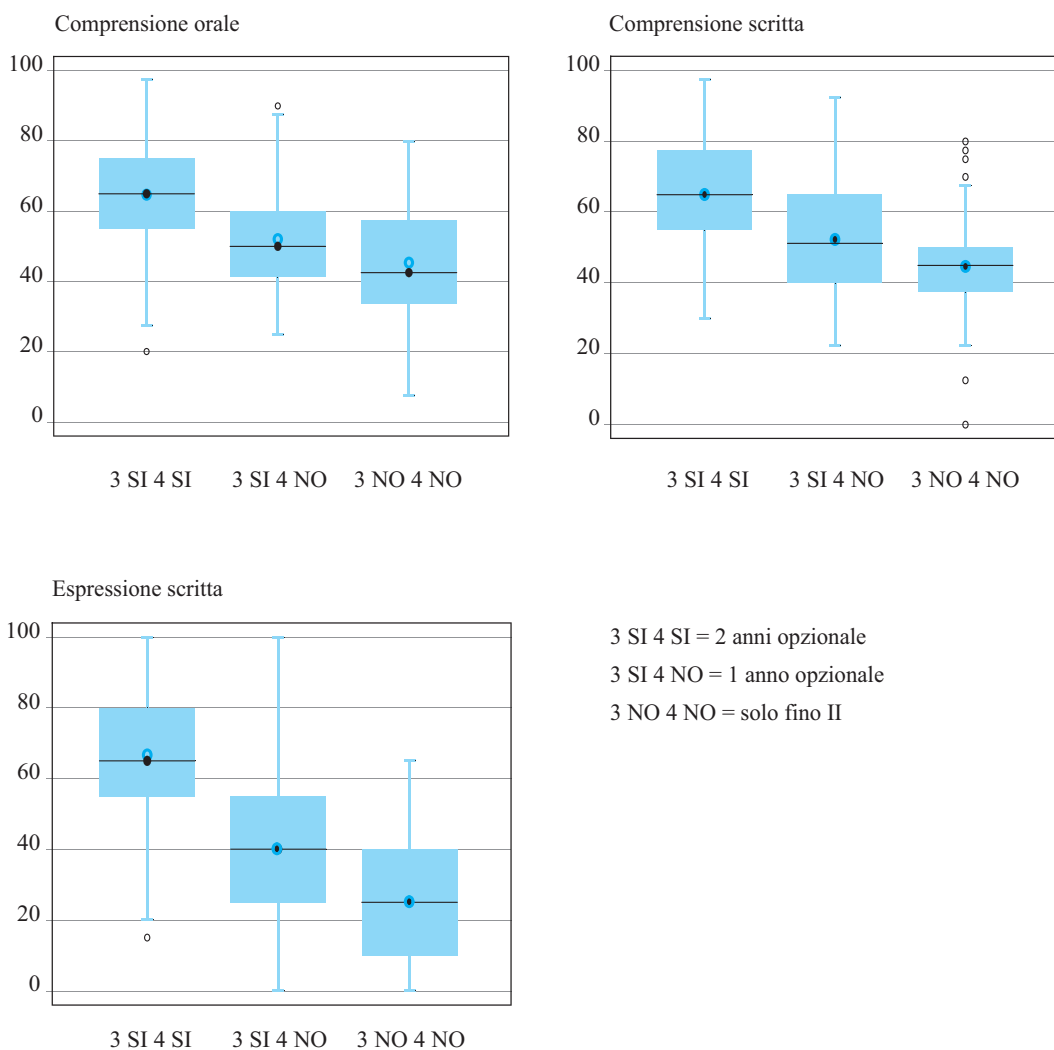 Comprensione orale
100
80
60
40
20
0
3 SI 4 SI
3 SI 4 NO
3 NO 4 NO
Comprensione scritta
100
80
60
40
20
0
3 SI 4 SI
3 SI 4 NO
3 NO 4 NO
Espressione scritta
100
80
60
40
20
0
3 SI 4 SI
3 SI 4 NO
3 NO 4 NO
3 SI 4 SI = 2 anni opzionale
3 SI 4 NO = 1 anno opzionale
3 NO 4 NO = solo fino II